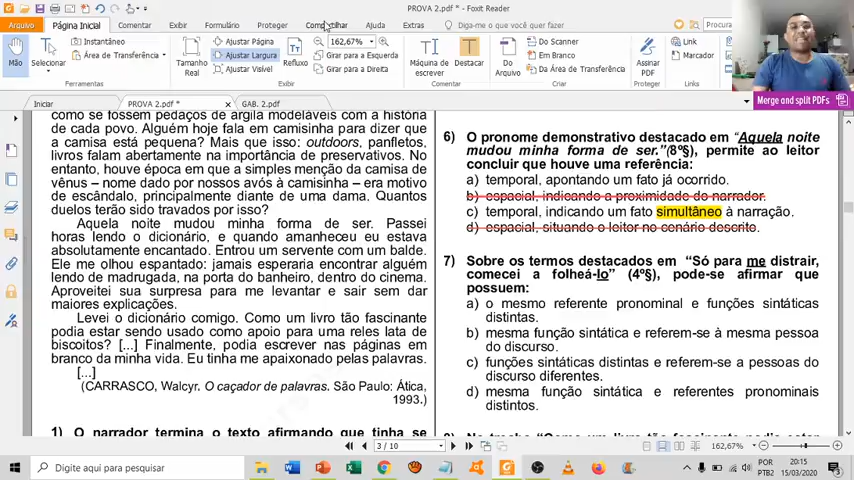 PROVA 2.pdf * - Foxit Reader
Arquivo
Página Inicial
Comentar
Exibir
Formulário
Proteger
Compartilhar
Ajuda
Extras
Diga-me o que você quer fazer
Procura
Mão
Selecionar
Instantâneo
Área de Transferência
Ferramentas
Tamanho Real
Ajustar Página
Ajustar Largura
Ajustar Visível
Refluxo
162,67%
Girar para a Esquerda
Girar para a Direita
Exibir
Máquina de escrever
Destacar
Comentar
Do Arquivo
Do Scanner
Em Branco
Da Área de Transferência
Criar
Assinar PDF
Proteger
Link
Marcador
Merge and split PDFs
Iniciar
PROVA 2.pdf *
GAB. 2.pdf
como se fossem pedaços de argila modeláveis com a história
de cada povo. Alguém hoje fala em camisinha para dizer que
a camisa está pequena? Mais que isso: outdoors, panfletos,
livros falam abertamente na importância de preservativos. No
entanto, houve época em que a simples menção da camisa de
vênus – nome dado por nossos avós à camisinha – era motivo
de escândalo, principalmente diante de uma dama. Quantos
duelos terão sido travados por isso?
Aquela noite mudou minha forma de ser. Passei
horas lendo o dicionário, e quando amanheceu eu estava
absolutamente encantado. Entrou um servente com um balde.
Ele me olhou espantado: jamais esperaria encontrar alguém
lendo de madrugada, na porta do banheiro, dentro do cinema.
Aproveitei sua surpresa para me levantar e sair sem dar
maiores explicações.
Levei o dicionário comigo. Como um livro tão fascinante
podia estar sendo usado como apoio para uma reles lata de
biscoitos? [...] Finalmente, podia escrever nas páginas em
branco da minha vida. Eu tinha me apaixonado pelas palavras.
[...]
(CARRASCO, Walcyr. O caçador de palavras. São Paulo: Ática,
1993.)
1) O narrador termina o texto afirmando que tinha se
6) O pronome demonstrativo destacado em “Aquela noite
mudou minha forma de ser.”(8º§), permite ao leitor
concluir que houve uma referência:
a) temporal, apontando um fato já ocorrido.
b) espacial, indicando a proximidade do narrador.
c) temporal, indicando um fato simultâneo à narração.
d) espacial, situando o leitor no cenário descrito.
7) Sobre os termos destacados em “Só para me distrair,
comecei a folheá-lo” (4º§), pode-se afirmar que
possuem:
a) o mesmo referente pronominal e funções sintáticas
distintas.
b) mesma função sintática e referem-se à mesma pessoa
do discurso.
c) funções sintáticas distintas e referem-se a pessoas do
discurso diferentes.
d) mesma função sintática e referentes pronominais
distintos.
3 / 10
162,67%
Digite aqui para pesquisar
POR
PTB2
20:15
15/03/2020
3